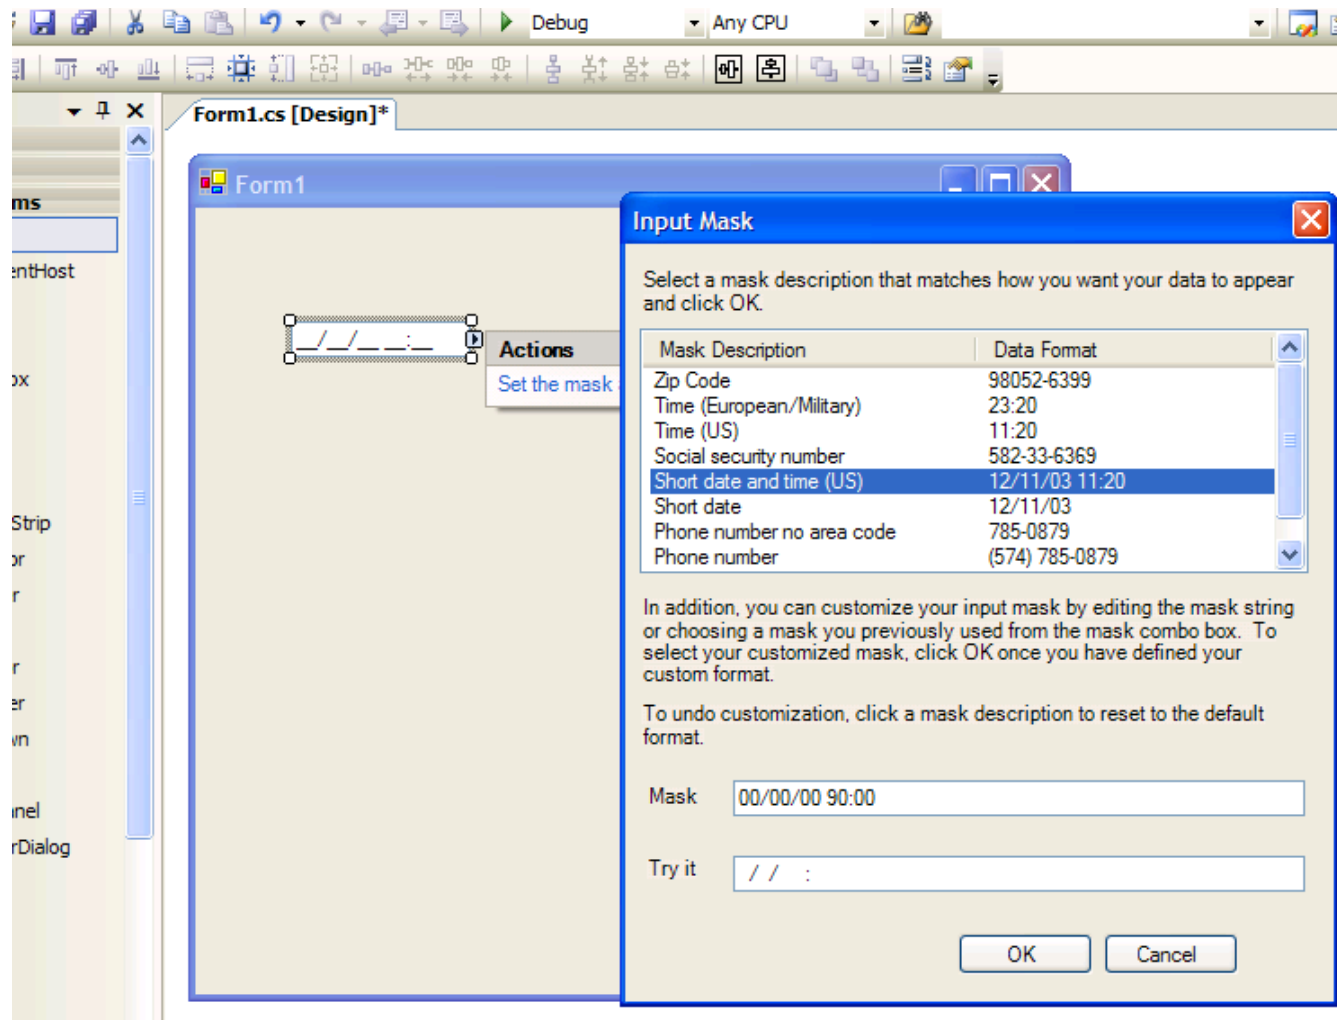 Debug
Any CPU
Form1.cs [Design]*
ms
entHost
ox
Strip
or
r
r
er
wn
nel
rDialog
Form1
__/__/__ __:__
Actions
Set the mask
Input Mask
Select a mask description that matches how you want your data to appear
and click OK.
Mask Description Data Format
Zip Code 98052-6399
Time (European/Military) 23:20
Time (US) 11:20
Social security number 582-33-6369
Short date and time (US) 12/11/03 11:20
Short date 12/11/03
Phone number no area code 785-0879
Phone number (574) 785-0879
In addition, you can customize your input mask by editing the mask string
or choosing a mask you previously used from the mask combo box. To
select your customized mask, click OK once you have defined your
custom format.
To undo customization, click a mask description to reset to the default
format.
Mask 00/00/00 90:00
Try it / / :
OK Cancel